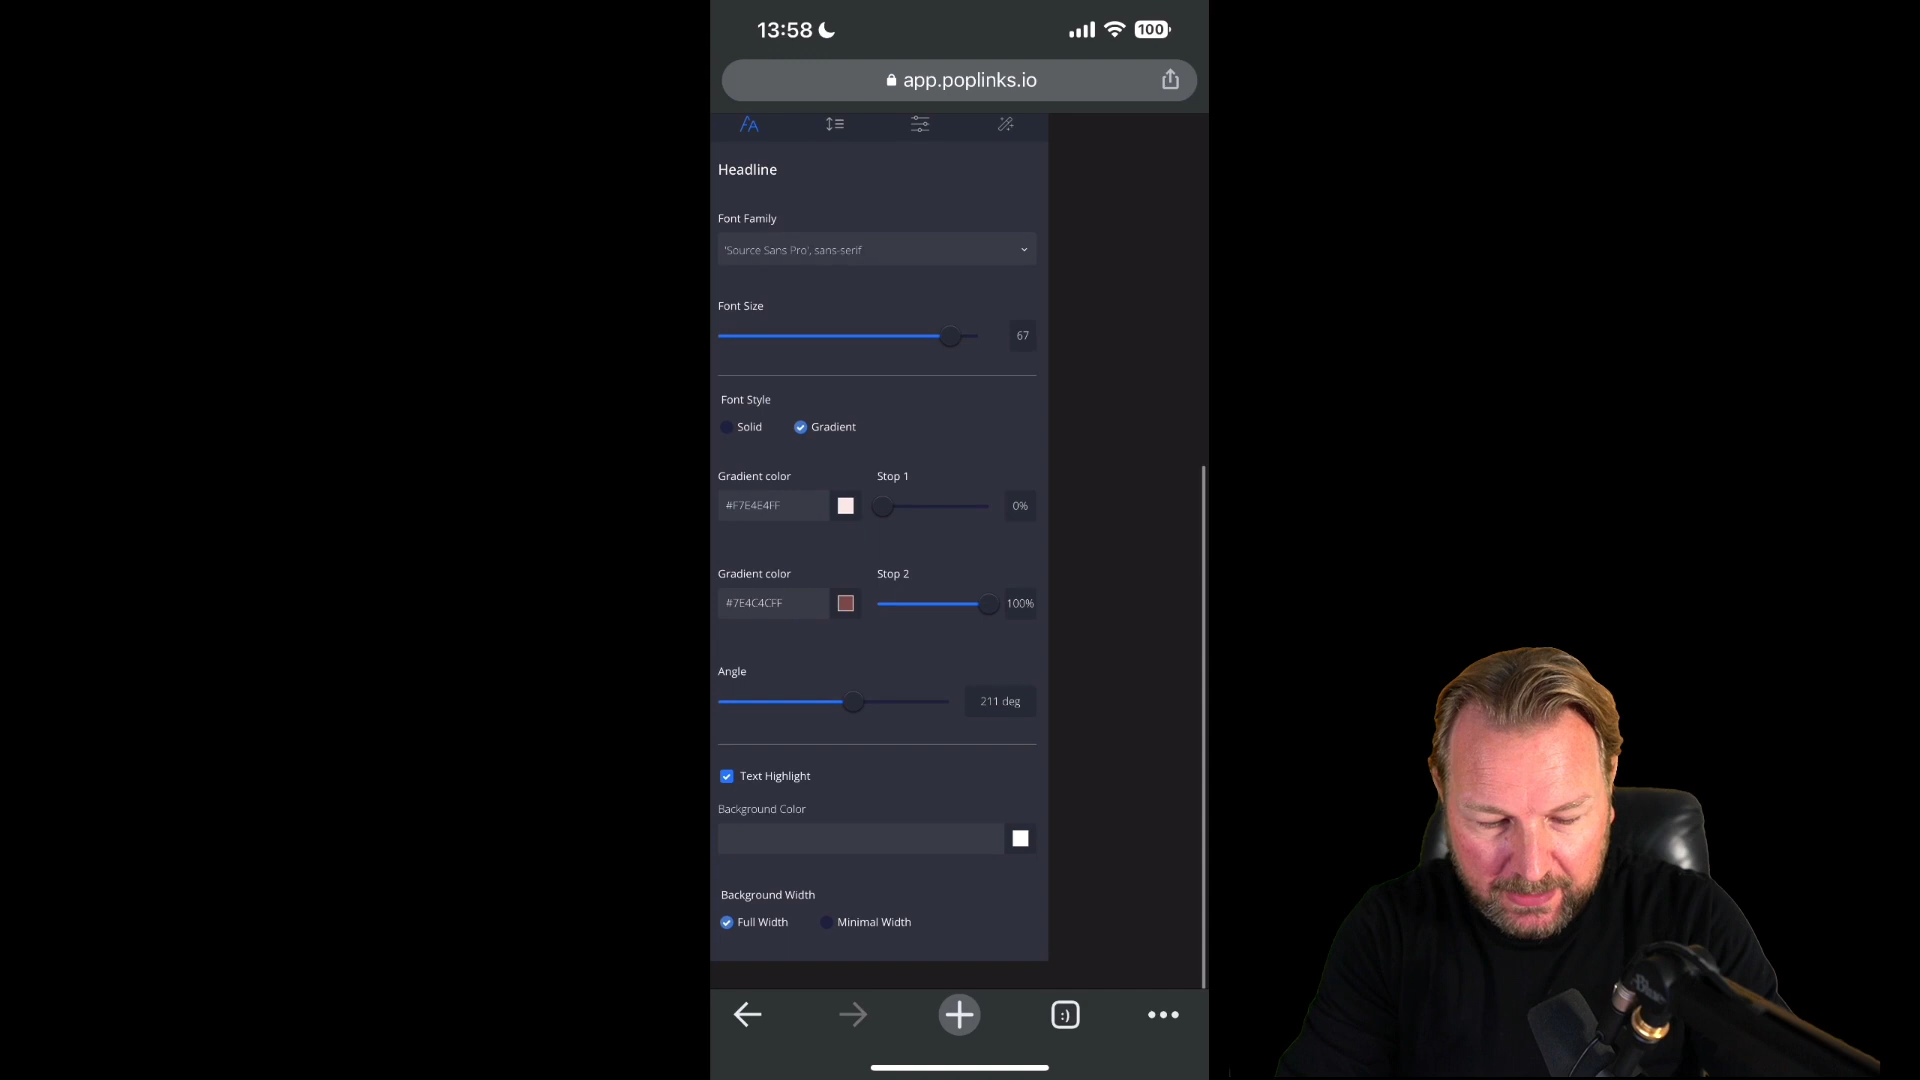 13:58
100
app.poplinks.io
Headline
Font Family
'Source Sans Pro', sans-serif
Font Size
67
Font Style
Solid Gradient
Gradient color Stop 1
#F7E4E4FF 0%
Gradient color Stop 2
#7E4C4CFF 100%
Angle
211 deg
Text Highlight
Background Color
Background Width
Full Width Minimal Width
:)